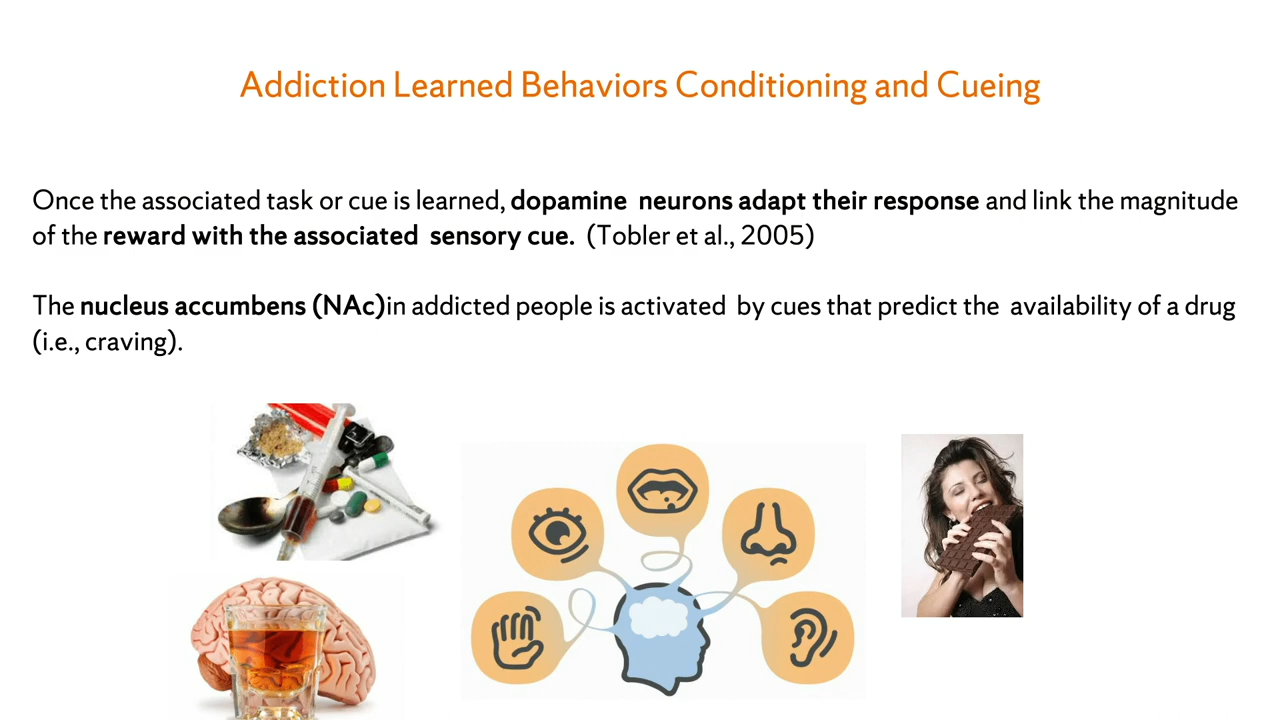 Addiction Learned Behaviors Conditioning and Cueing
Once the associated task or cue is learned, dopamine neurons adapt their response and link the magnitude
of the reward with the associated sensory cue. (Tobler et al., 2005)
The nucleus accumbens (NAc)in addicted people is activated by cues that predict the availability of a drug
(i.e., craving).